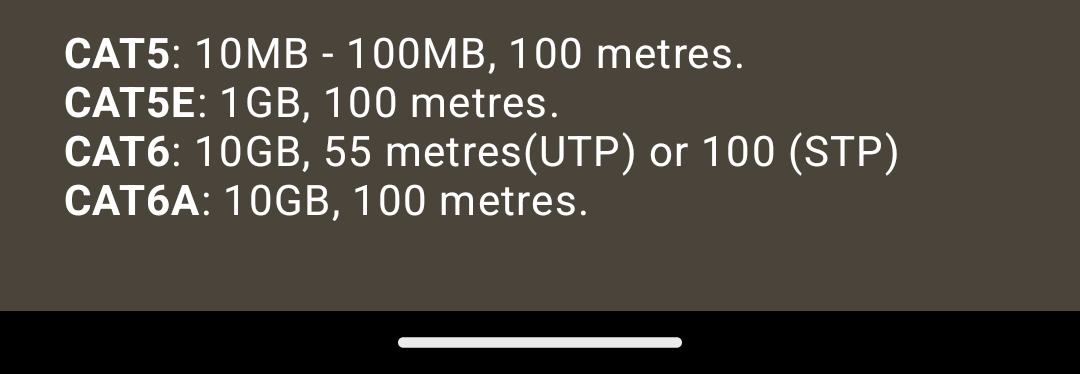 CAT5: 10MB - 100MB, 100 metres.
CAT5E: 1GB, 100 metres.
CAT6: 10GB, 55 metres(UTP) or 100 (STP)
CAT6A: 10GB, 100 metres.